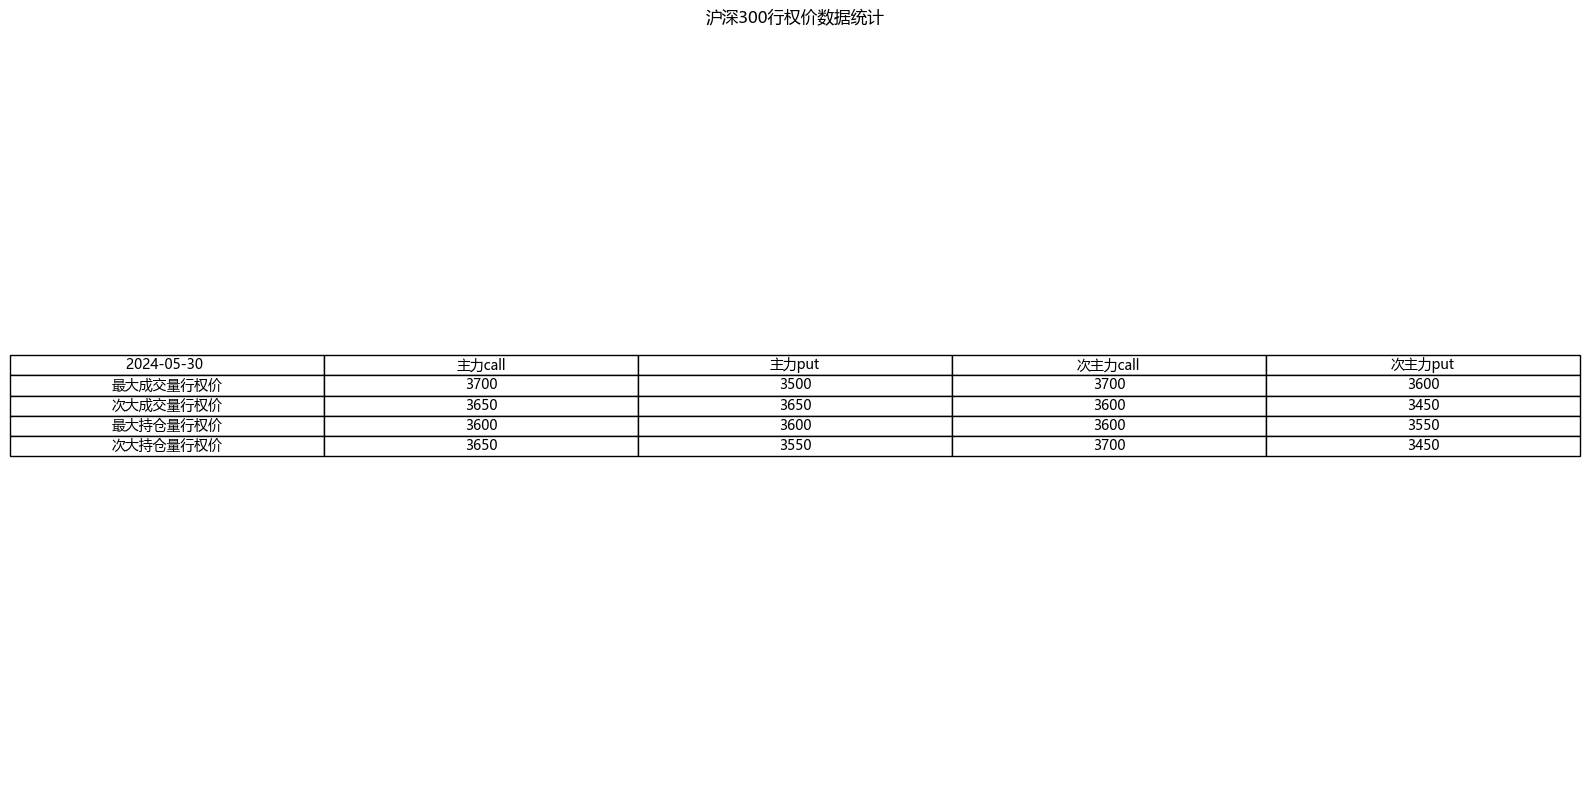 沪深300行权价数据统计
2024-05-30 主力call 主力put 次主力call 次主力put
最大成交量行权价 3700 3500 3700 3600
次大成交量行权价 3650 3650 3600 3450
最大持仓量行权价 3600 3600 3600 3550
次大持仓量行权价 3650 3550 3700 3450